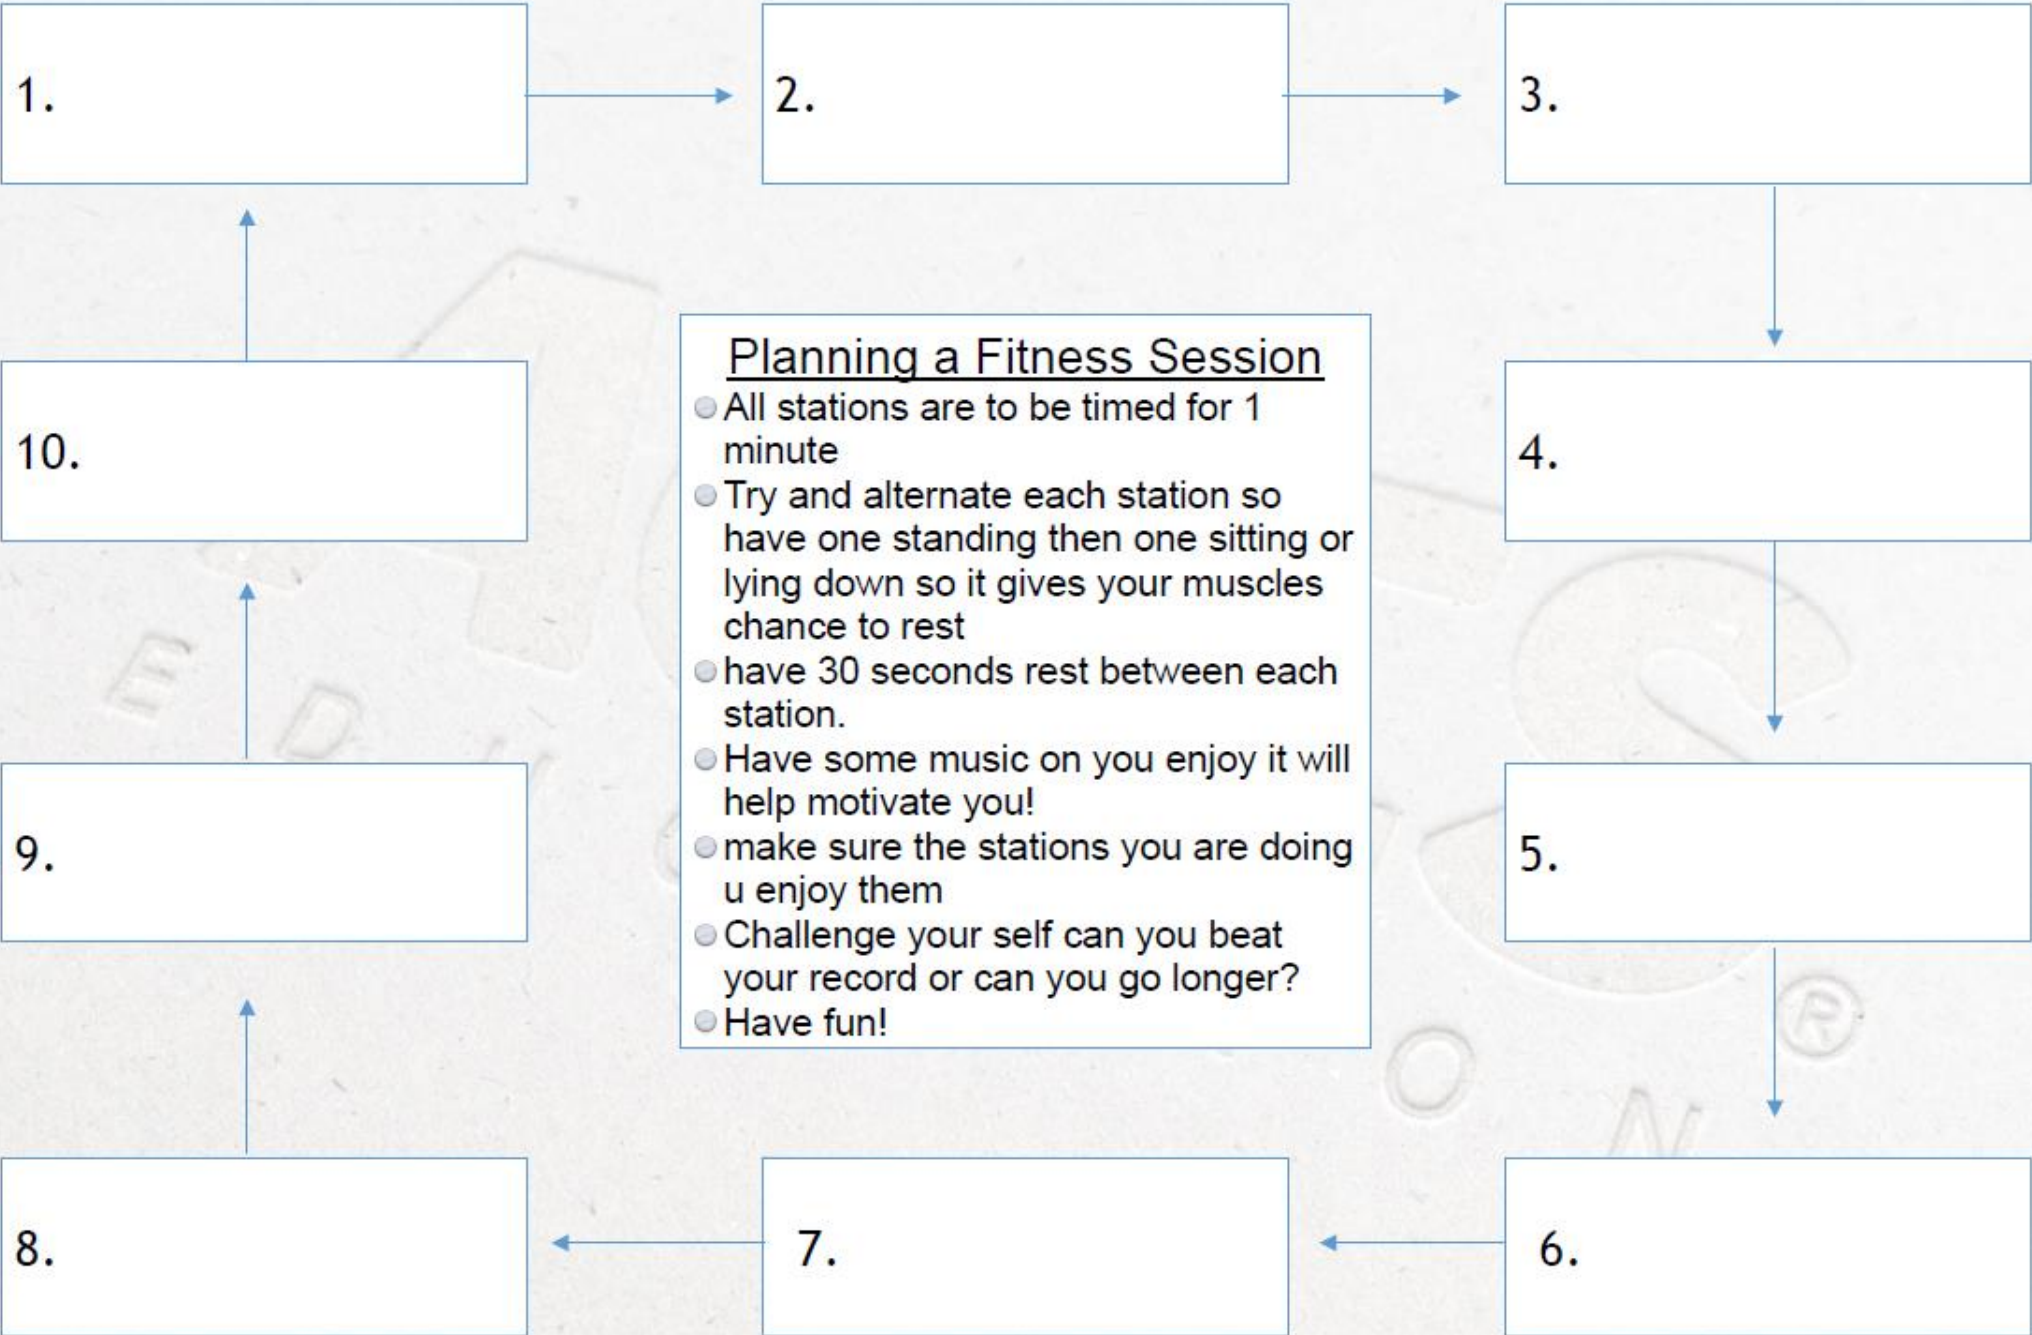 1.
2.
3.
10.
4.
9.
5.
8.
7.
6.
Planning a Fitness Session
All stations are to be timed for 1
minute
Try and alternate each station so
have one standing then one sitting or
lying down so it gives your muscles
chance to rest
have 30 seconds rest between each
station.
Have some music on you enjoy it will
help motivate you!
make sure the stations you are doing
u enjoy them
Challenge your self can you beat
your record or can you go longer?
Have fun!
E D
O N ®